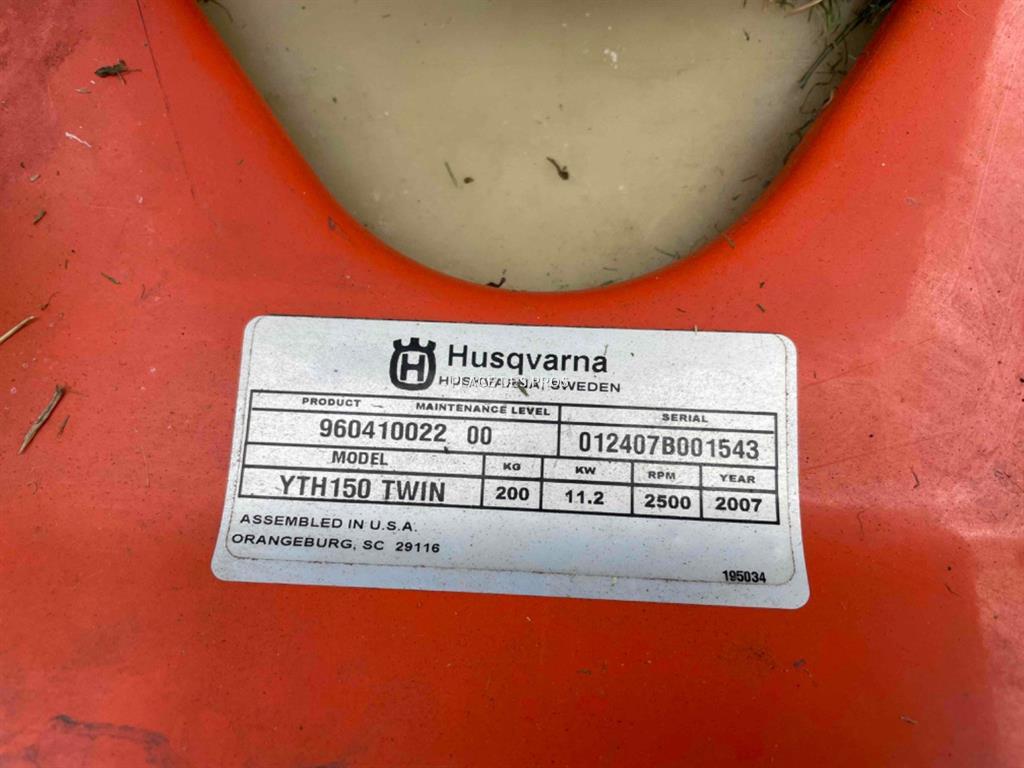 Husqvarna
HUSQVARNA, SWEDEN
PRODUCT MAINTENANCE LEVEL SERIAL
960410022 00 012407B001543
MODEL KG KW RPM YEAR
YTH150 TWIN 200 11.2 2500 2007
ASSEMBLED IN U.S.A.
ORANGEBURG, SC 29116
195034